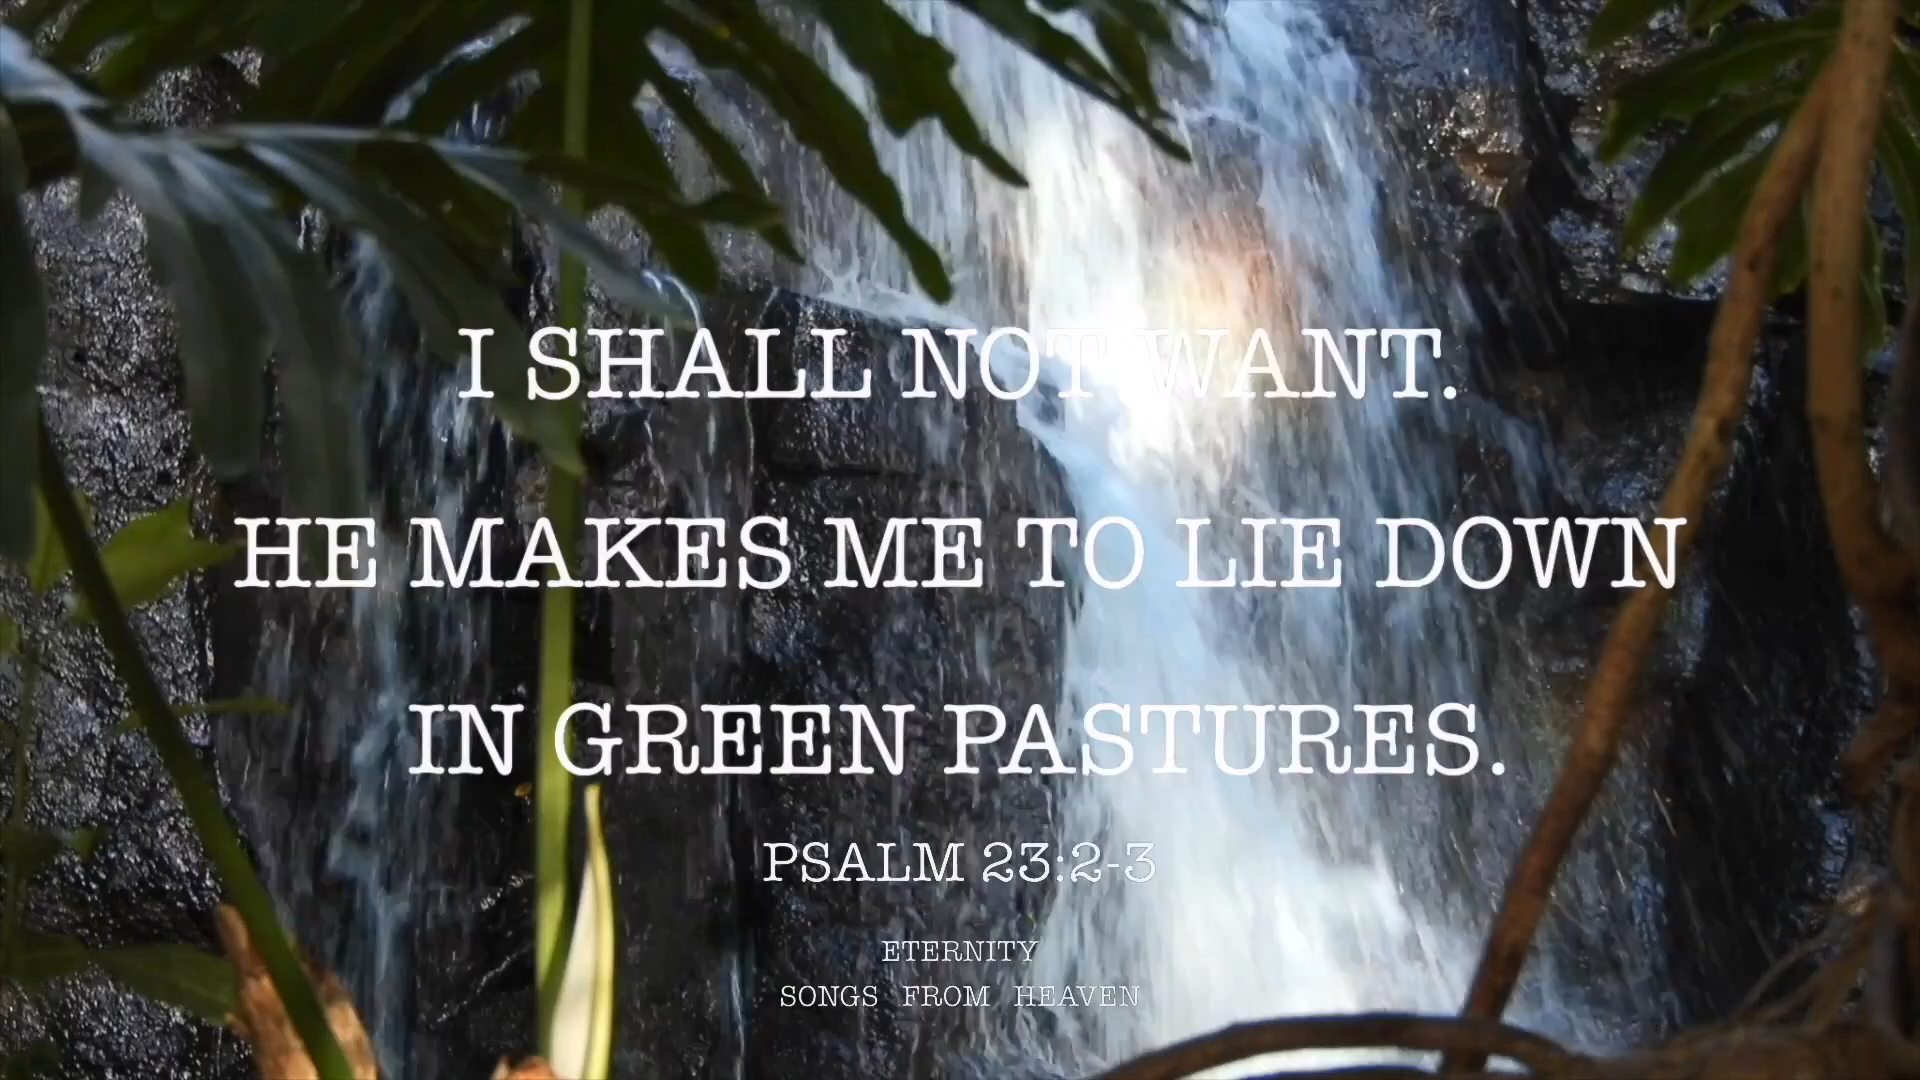 I SHALL NOT WANT.
HE MAKES ME TO LIE DOWN
IN GREEN PASTURES.
PSALM 23:2-3
ETERNITY
SONGS FROM HEAVEN